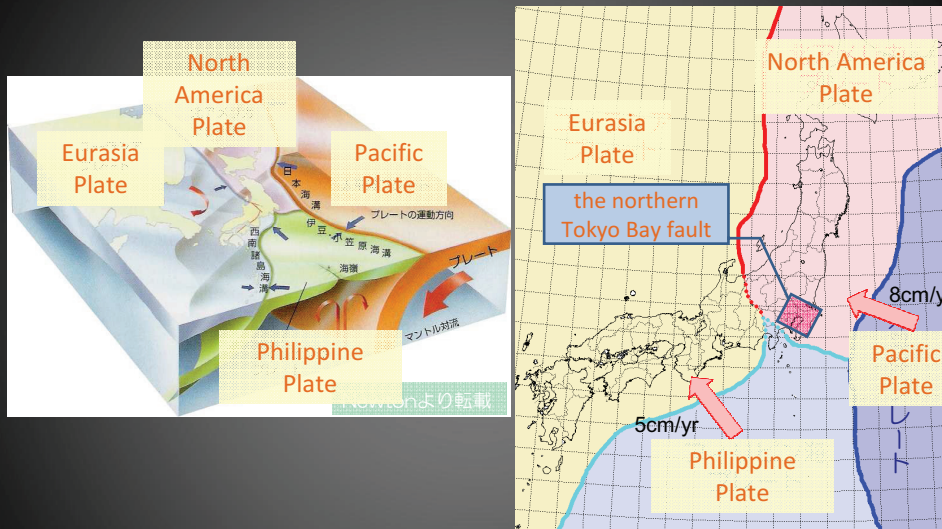 North
America
Plate
Eurasia
Plate
Pacific
Plate
日本海溝
プレートの運動方向
伊豆・小笠原海溝
西南諸島海溝
海嶺
プレート
マントル対流
Philippine
Plate
Newtonより転載
North America
Plate
Eurasia
Plate
the northern
Tokyo Bay fault
8cm/y
Pacific
Plate
レート
5cm/yr
Philippine
Plate